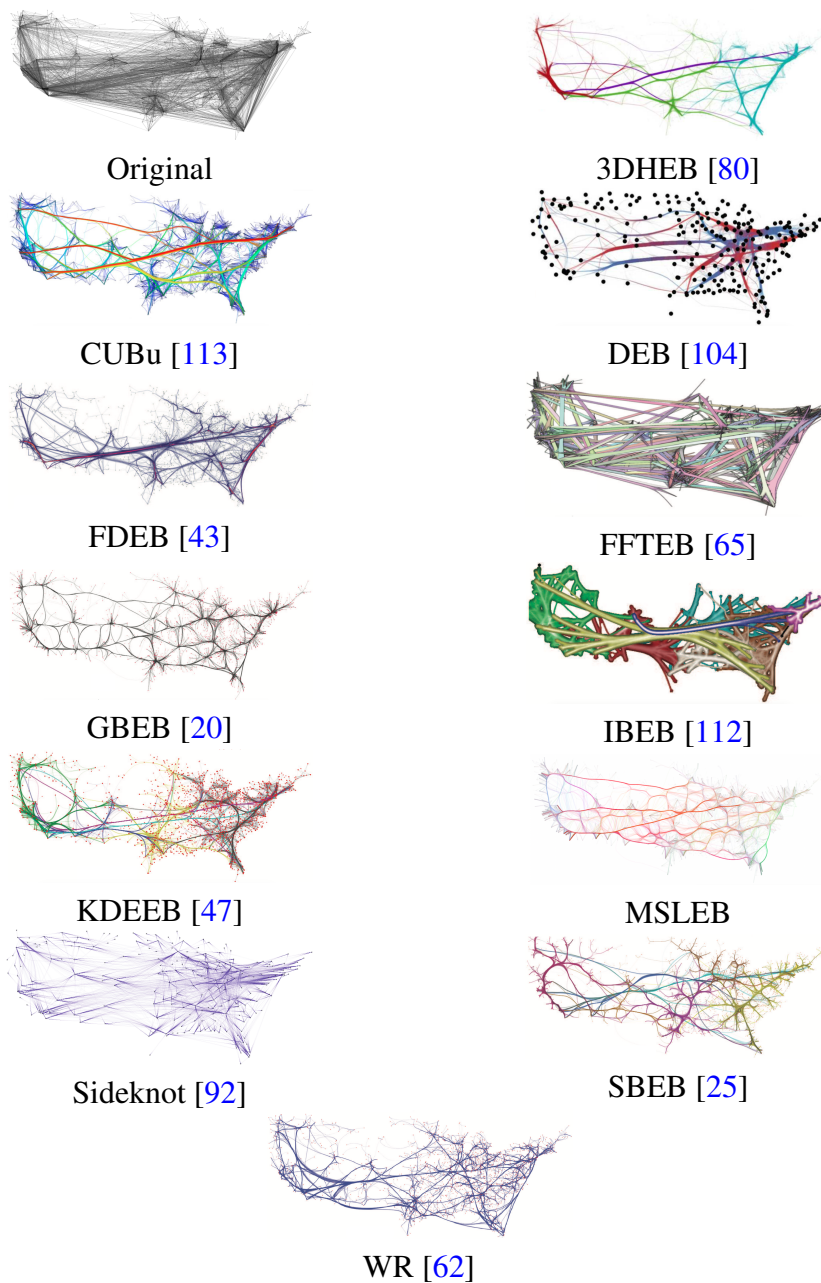 Original
3DHEB [80]
CUBu [113]
DEB [104]
FDEB [43]
FFTEB [65]
GBEB [20]
IBEB [112]
KDEEB [47]
MSLEB
Sideknot [92]
SBEB [25]
WR [62]